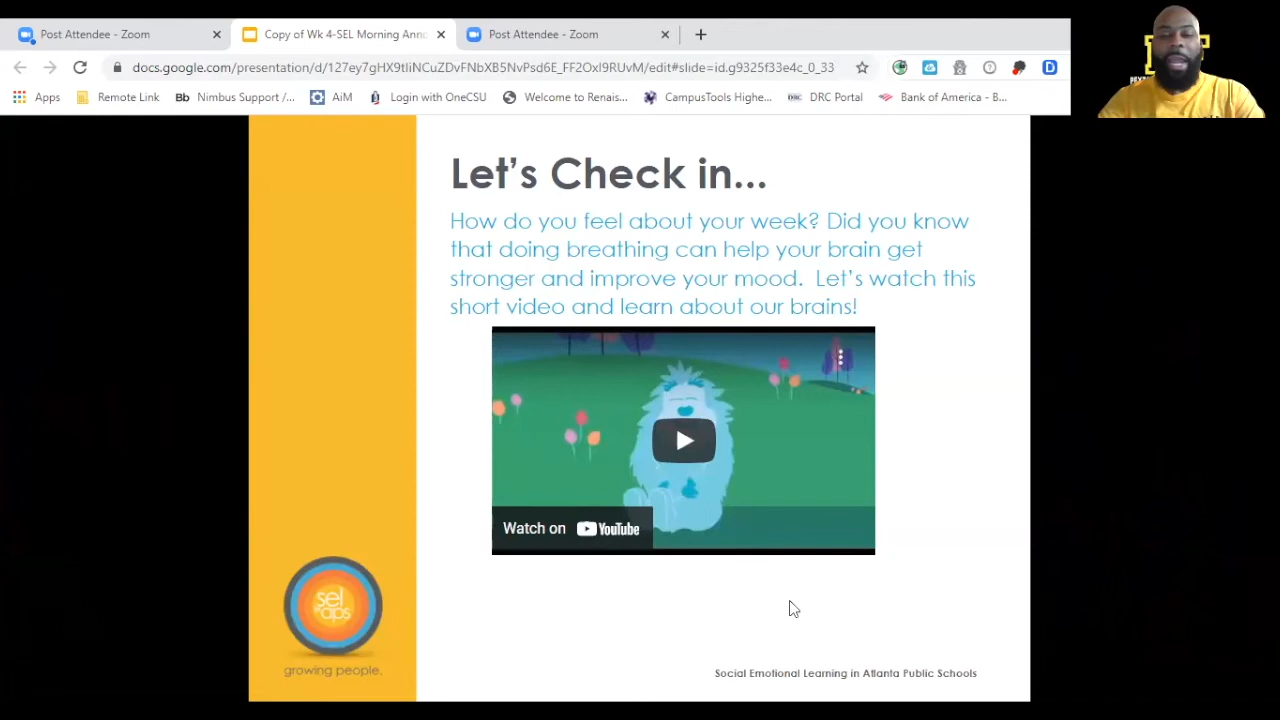 Post Attendee - Zoom
Copy of Wk 4-SEL Morning Anno
Post Attendee - Zoom
docs.google.com/presentation/d/127ey7gHX9tIiNCuZDvFNbXB5NvPsd6E_FF2OxI9RUvM/edit#slide=id.g9325f33e4c_0_33
Apps
Remote Link
Bb Nimbus Support /...
AiM
Login with OneCSU
Welcome to Renais...
CampusTools Highe...
DRC DRC Portal
Bank of America - B...
Let's Check in...
How do you feel about your week? Did you know
that doing breathing can help your brain get
stronger and improve your mood.  Let's watch this
short video and learn about our brains!
Watch on YouTube
sel
aps
growing people.
Social Emotional Learning in Atlanta Public Schools